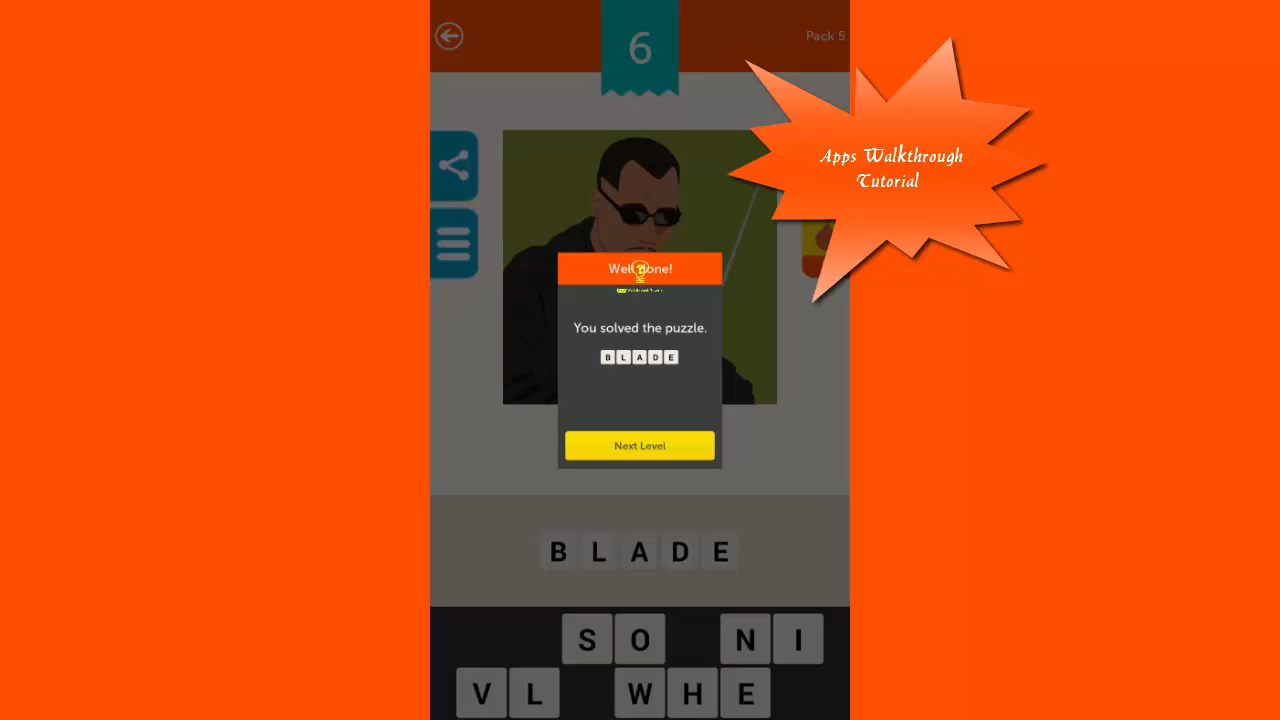 6
Pack 5
Apps Walkthrough
Tutorial
Well done!
You solved the puzzle.
B L A D E
Next Level
B L A D E
S O N I
V L W H E